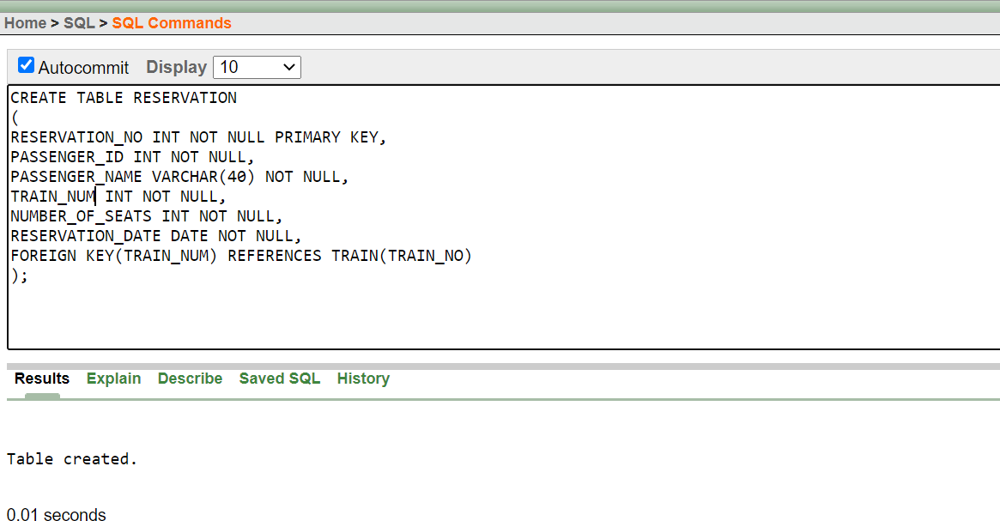 Home > SQL > SQL Commands
Autocommit Display 10
CREATE TABLE RESERVATION
(
RESERVATION_NO INT NOT NULL PRIMARY KEY,
PASSENGER_ID INT NOT NULL,
PASSENGER_NAME VARCHAR(40) NOT NULL,
TRAIN_NUM INT NOT NULL,
NUMBER_OF_SEATS INT NOT NULL,
RESERVATION_DATE DATE NOT NULL,
FOREIGN KEY(TRAIN_NUM) REFERENCES TRAIN(TRAIN_NO)
);
Results Explain Describe Saved SQL History
Table created.
0.01 seconds